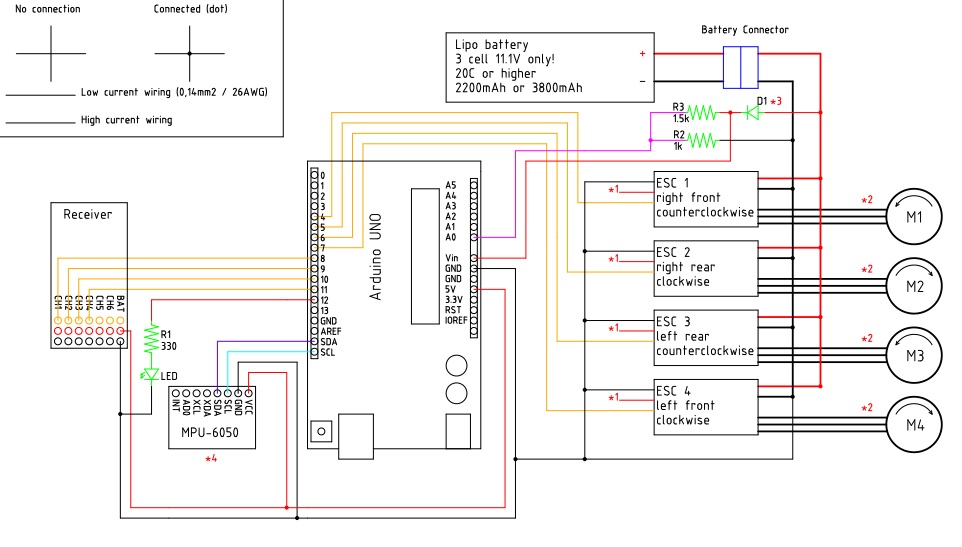 No connection
Connected (dot)
Low current wiring (0,14mm2 / 26AWG)
High current wiring
Battery Connector
Lipo battery
3 cell 11.1V only!
20C or higher
2200mAh or 3800mAh
+
−
D1 *3
R3
1.5k
R2
1k
Receiver
CH1
CH2
CH3
CH4
CH5
CH6
BAT
R1
330
LED
INT
AD0
XCL
XDA
SDA
SCL
GND
VCC
MPU-6050
*4
Arduino UNO
0
1
2
3
4
5
6
7
8
9
10
11
12
13
GND
AREF
SDA
SCL
A5
A4
A3
A2
A1
A0
Vin
GND
GND
5V
3.3V
RST
IOREF
*1
ESC 1
right front
counterclockwise
*2
M1
*1
ESC 2
right rear
clockwise
*2
M2
*1
ESC 3
left rear
counterclockwise
*2
M3
*1
ESC 4
left front
clockwise
*2
M4